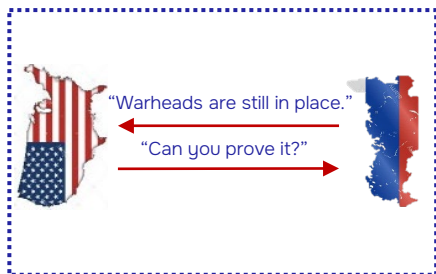 “Warheads are still in place.”
“Can you prove it?”